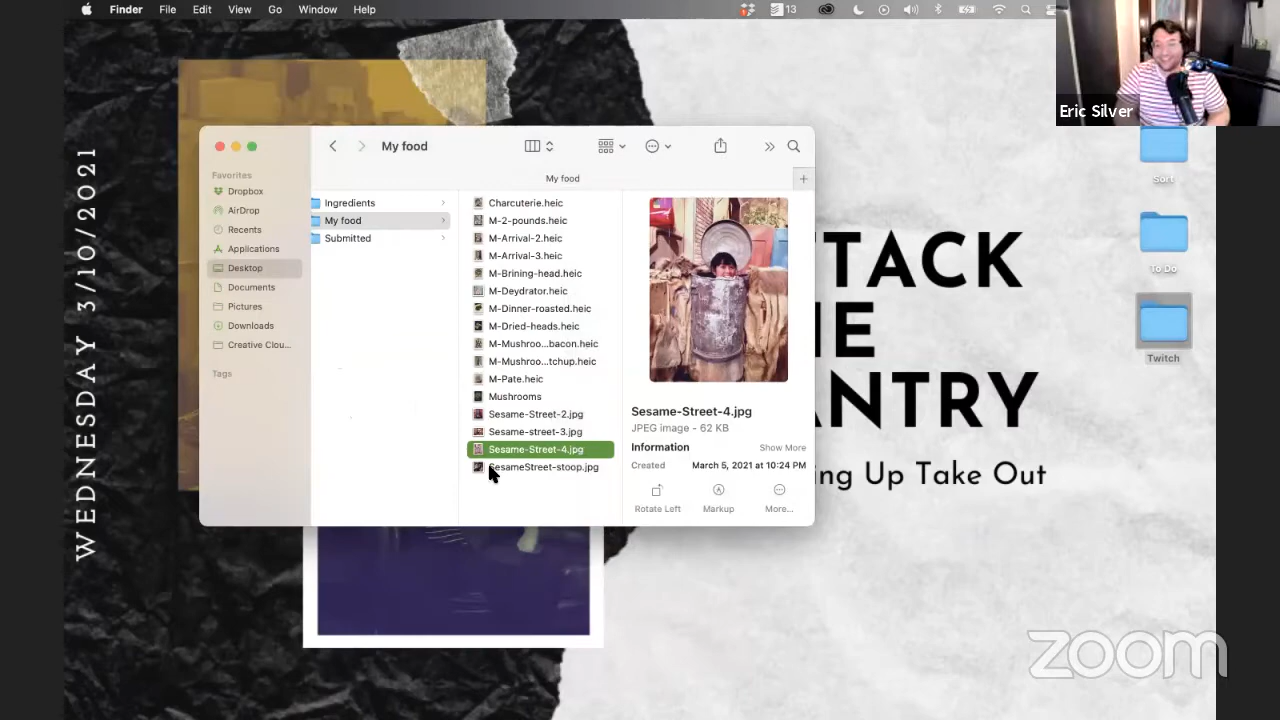 Finder File Edit View Go Window Help 13
Eric Silver
WEDNESDAY 3/10/2021
My food
My food
Favorites
Dropbox
AirDrop
Recents
Applications
Desktop
Documents
Pictures
Downloads
Creative Clou...
Tags
Ingredients
My food
Submitted
Charcuterie.heic
M-2-pounds.heic
M-Arrival-2.heic
M-Arrival-3.heic
M-Brining-head.heic
M-Deydrator.heic
M-Dinner-roasted.heic
M-Dried-heads.heic
M-Mushroo...bacon.heic
M-Mushroo...tchup.heic
M-Pate.heic
Mushrooms
Sesame-Street-2.jpg
Sesame-street-3.jpg
Sesame-Street-4.jpg
SesameStreet-stoop.jpg
Sesame-Street-4.jpg
JPEG image - 62 KB
Information Show More
Created March 5, 2021 at 10:24 PM
Rotate Left Markup More...
TACK
E
ANTRY
ing Up Take Out
Sort
To Do
Twitch
zoom